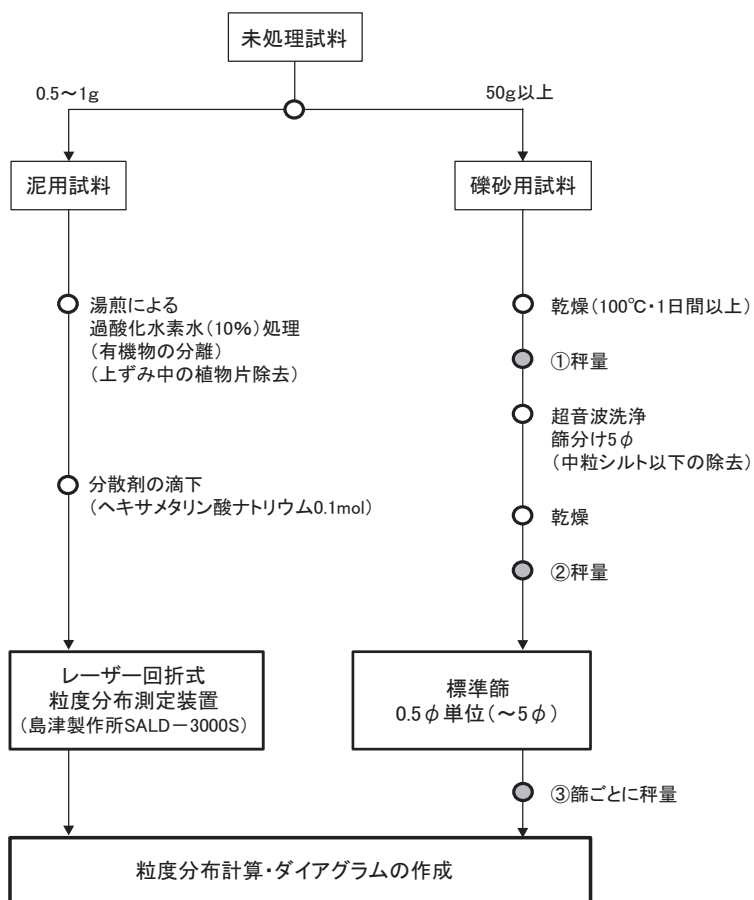 未処理試料
0.5～1g
50g以上
泥用試料
礫砂用試料
湯煎による
過酸化水素水(10%)処理
(有機物の分離)
(上ずみ中の植物片除去)
乾燥(100℃・1日間以上)
①秤量
超音波洗浄
篩分け5φ
(中粒シルト以下の除去)
分散剤の滴下
(ヘキサメタリン酸ナトリウム0.1mol)
乾燥
②秤量
レーザー回折式
粒度分布測定装置
(島津製作所SALD－3000S)
標準篩
0.5φ単位(～5φ)
③篩ごとに秤量
粒度分布計算・ダイアグラムの作成